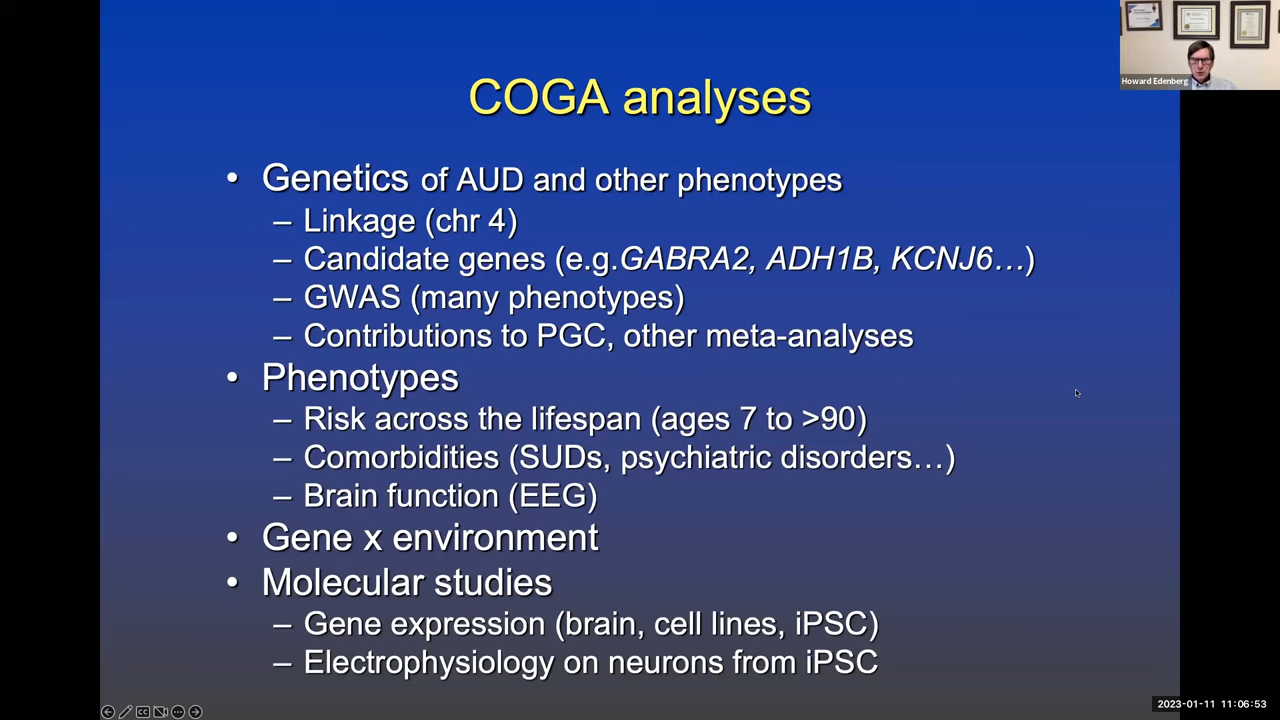 COGA analyses
Howard Edenberg
• Genetics of AUD and other phenotypes
– Linkage (chr 4)
– Candidate genes (e.g.GABRA2, ADH1B, KCNJ6…)
– GWAS (many phenotypes)
– Contributions to PGC, other meta-analyses
• Phenotypes
– Risk across the lifespan (ages 7 to >90)
– Comorbidities (SUDs, psychiatric disorders…)
– Brain function (EEG)
• Gene x environment
• Molecular studies
– Gene expression (brain, cell lines, iPSC)
– Electrophysiology on neurons from iPSC
CC
2023-01-11 11:06:53